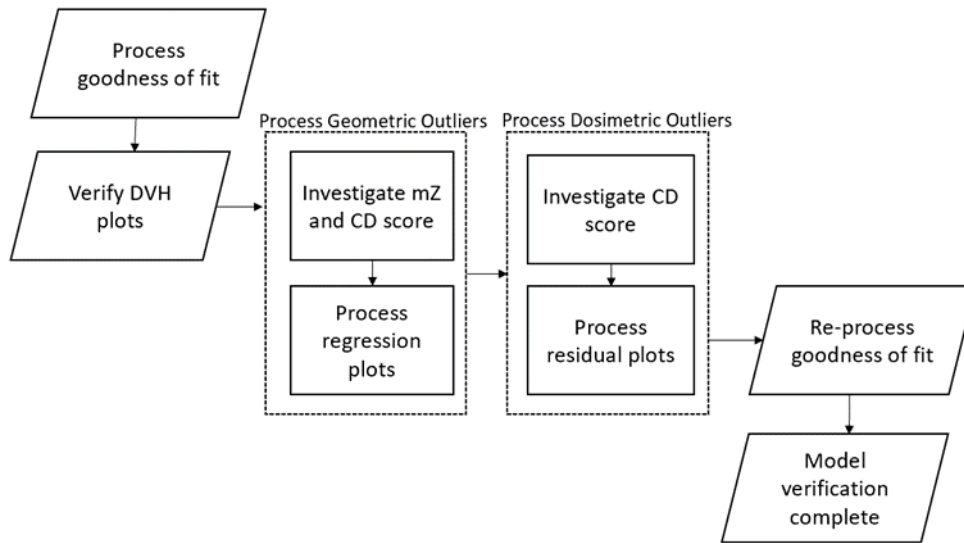 Process
goodness of fit
Verify DVH
plots
Process Geometric Outliers
Investigate mZ
and CD score
Process
regression
plots
Process Dosimetric Outliers
Investigate CD
score
Process
residual plots
Re-process
goodness of fit
Model
verification
complete